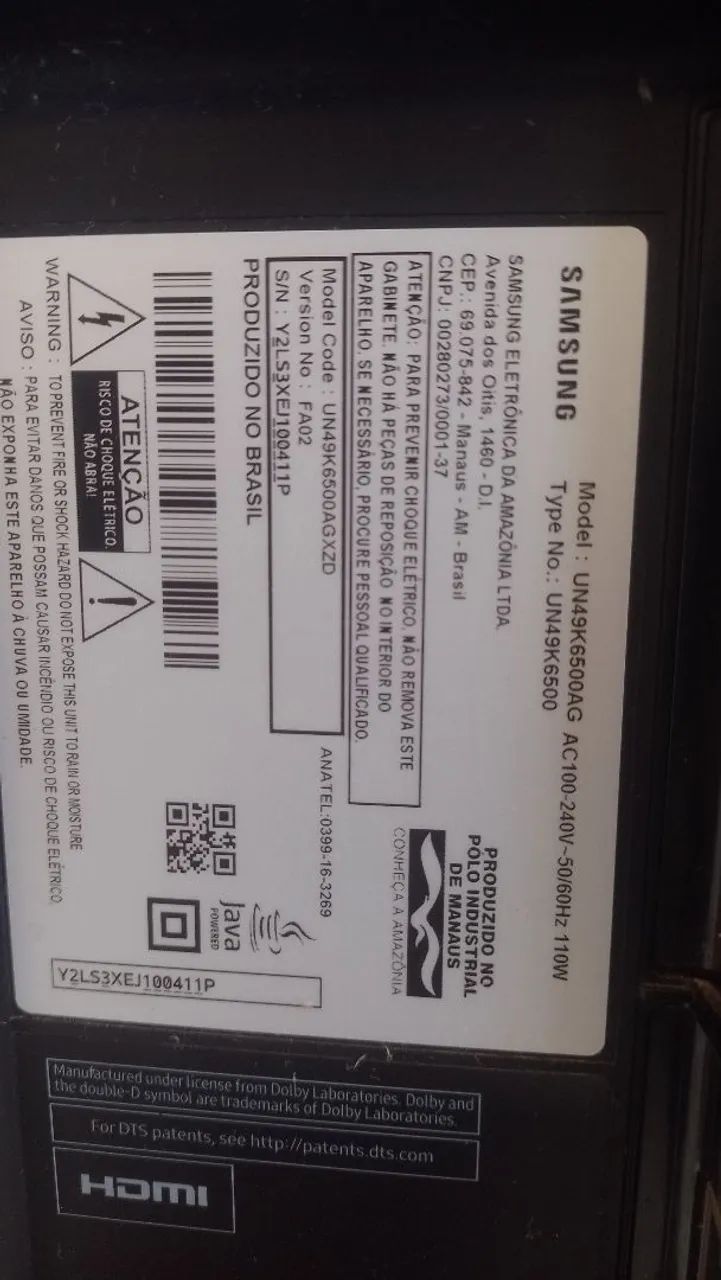 SAMSUNG
Model : UN49K6500AG AC100-240V~50/60Hz 110W
Type No.: UN49K6500
SAMSUNG ELETRÔNICA DA AMAZÔNIA LTDA.
Avenida dos Oitis, 1460 - D.I.
CEP.: 69.075-842 - Manaus - AM - Brasil
CNPJ: 00280273/0001-37
PRODUZIDO NO
PÓLO INDUSTRIAL
DE MANAUS
CONHEÇA A AMAZÔNIA
ATENÇÃO: PARA PREVENIR CHOQUE ELÉTRICO, NÃO REMOVA ESTE
GABINETE. NÃO HÁ PEÇAS DE REPOSIÇÃO NO INTERIOR DO
APARELHO. SE NECESSÁRIO, PROCURE PESSOAL QUALIFICADO.
Model Code : UN49K6500AGXZD
Version No : FA02
S/N : Y2LS3XEJ100411P
ANATEL:0399-16-3269
PRODUZIDO NO BRASIL
Java
POWERED
ATENÇÃO
RISCO DE CHOQUE ELÉTRICO.
NÃO ABRA!
WARNING : TO PREVENT FIRE OR SHOCK HAZARD DO NOT EXPOSE THIS UNIT TO RAIN OR MOISTURE
AVISO : PARA EVITAR DANOS QUE POSSAM CAUSAR INCÊNDIO OU RISCO DE CHOQUE ELÉTRICO,
NÃO EXPONHA ESTE APARELHO À CHUVA OU UMIDADE.
Y2LS3XEJ100411P
Manufactured under license from Dolby Laboratories. Dolby and
the double-D symbol are trademarks of Dolby Laboratories.
For DTS patents, see http://patents.dts.com
HDMI